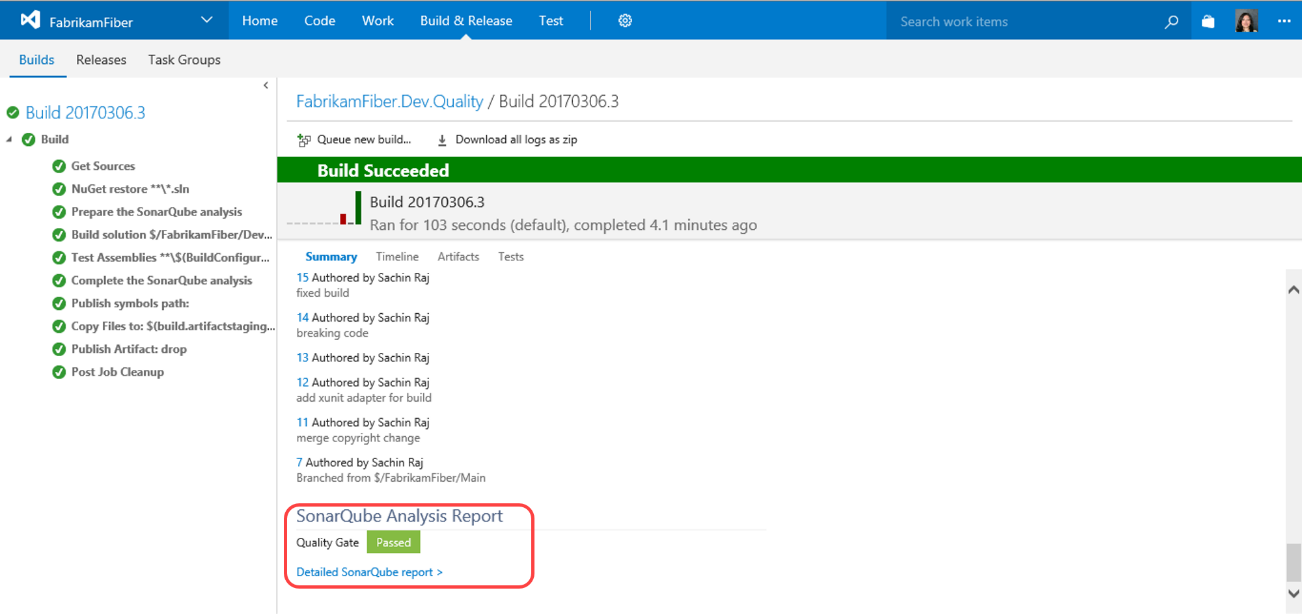 FabrikamFiber
Home
Code
Work
Build & Release
Test
Search work items
Builds
Releases
Task Groups
Build 20170306.3
Build
Get Sources
NuGet restore **\*.sln
Prepare the SonarQube analysis
Build solution $/FabrikamFiber/Dev...
Test Assemblies **\$(BuildConfigur...
Complete the SonarQube analysis
Publish symbols path:
Copy Files to: $(build.artifactstaging...
Publish Artifact: drop
Post Job Cleanup
FabrikamFiber.Dev.Quality / Build 20170306.3
Queue new build...
Download all logs as zip
Build Succeeded
Build 20170306.3
Ran for 103 seconds (default), completed 4.1 minutes ago
Summary
Timeline
Artifacts
Tests
15 Authored by Sachin Raj
fixed build
14 Authored by Sachin Raj
breaking code
13 Authored by Sachin Raj
12 Authored by Sachin Raj
add xunit adapter for build
11 Authored by Sachin Raj
merge copyright change
7 Authored by Sachin Raj
Branched from $/FabrikamFiber/Main
SonarQube Analysis Report
Quality Gate Passed
Detailed SonarQube report >